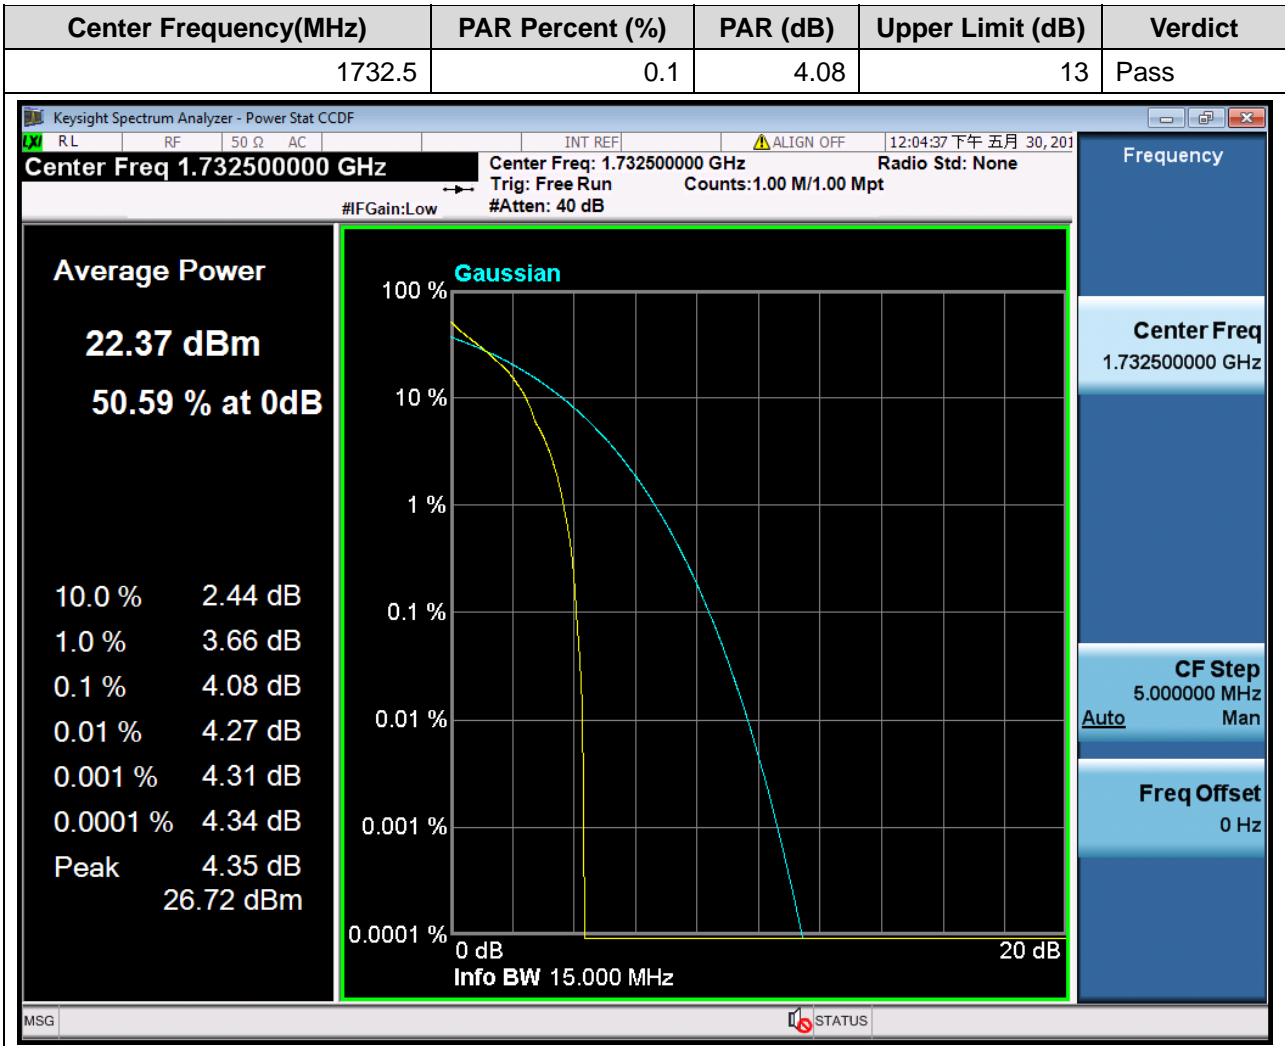 Center Frequency(MHz) PAR Percent (%) PAR (dB) Upper Limit (dB) Verdict
1732.5 0.1 4.08 13 Pass
Keysight Spectrum Analyzer - Power Stat CCDF
LXI RL RF 50 Ω AC INT REF ALIGN OFF 12:04:37 下午 五月 30, 201
Center Freq 1.732500000 GHz
Center Freq: 1.732500000 GHz Radio Std: None
Trig: Free Run Counts:1.00 M/1.00 Mpt
#IFGain:Low #Atten: 40 dB
Frequency
Average Power
22.37 dBm
50.59 % at 0dB
10.0 % 2.44 dB
1.0 % 3.66 dB
0.1 % 4.08 dB
0.01 % 4.27 dB
0.001 % 4.31 dB
0.0001 % 4.34 dB
Peak 4.35 dB
26.72 dBm
Gaussian
100 %
10 %
1 %
0.1 %
0.01 %
0.001 %
0.0001 %
0 dB 20 dB
Info BW 15.000 MHz
Center Freq
1.732500000 GHz
CF Step
5.000000 MHz
Auto Man
Freq Offset
0 Hz
MSG STATUS